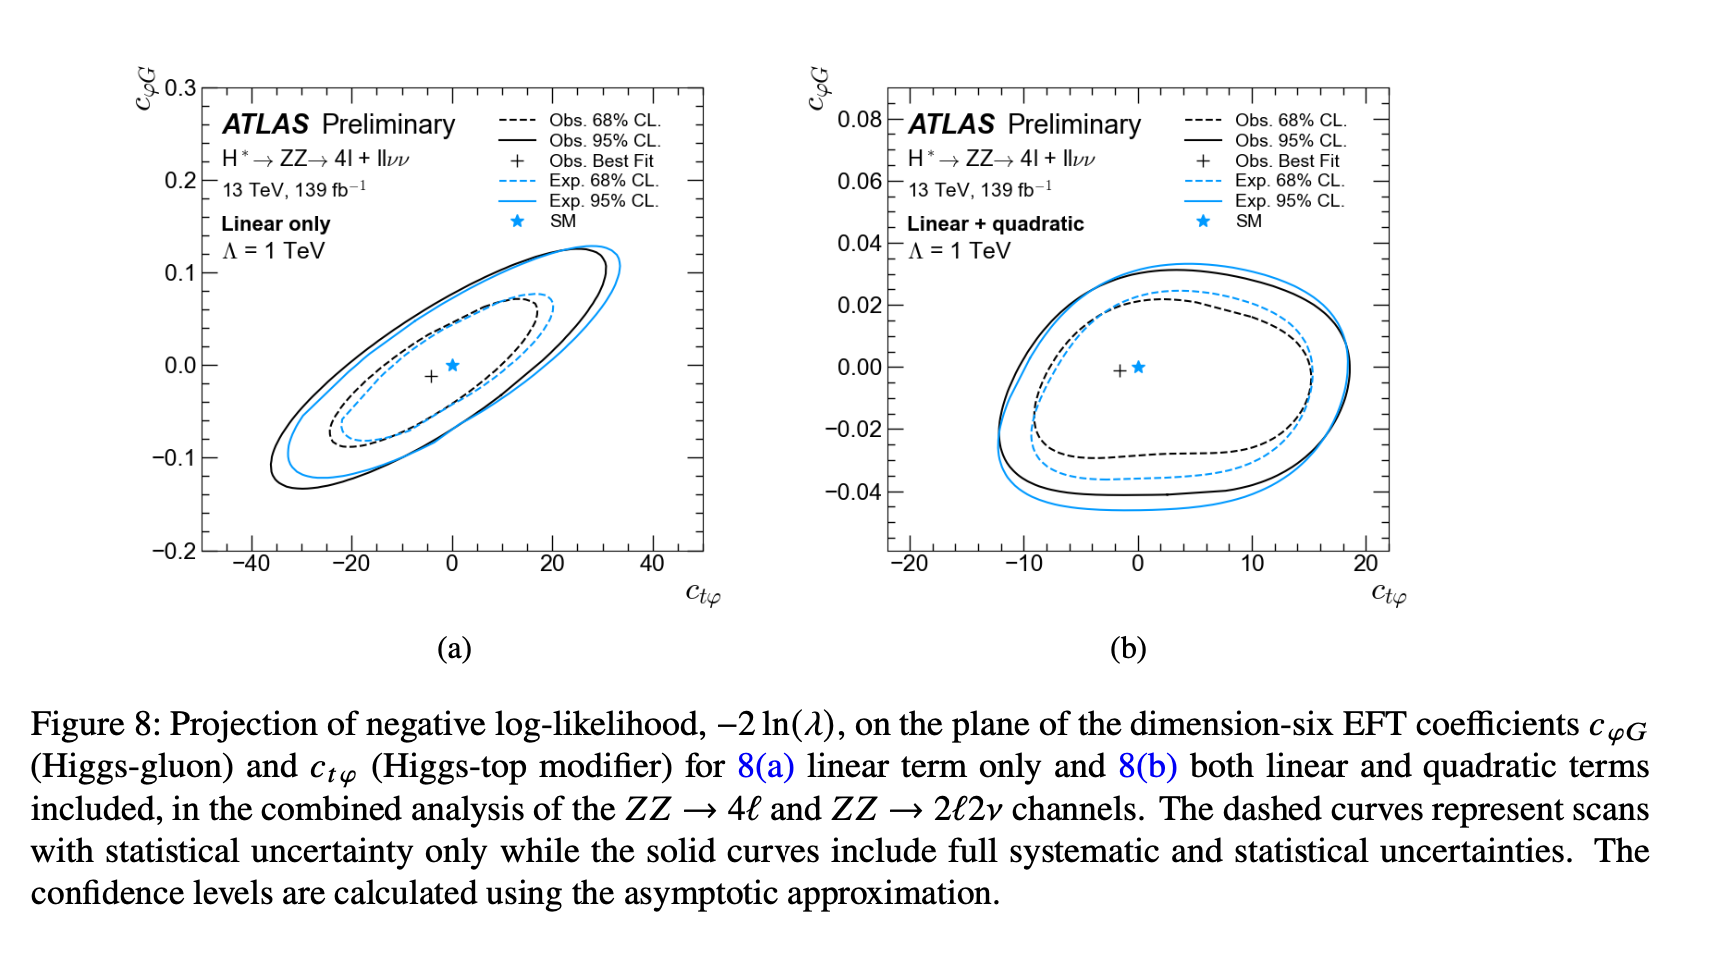 cφG
0.3
0.2
0.1
0.0
−0.1
−0.2
ATLAS Preliminary
H* → ZZ→ 4l + llνν
13 TeV, 139 fb⁻¹
Linear only
Λ = 1 TeV
Obs. 68% CL.
Obs. 95% CL.
Obs. Best Fit
Exp. 68% CL.
Exp. 95% CL.
SM
−40 −20 0 20 40
ctφ
(a)
cφG
0.08
0.06
0.04
0.02
0.00
−0.02
−0.04
ATLAS Preliminary
H* → ZZ→ 4l + llνν
13 TeV, 139 fb⁻¹
Linear + quadratic
Λ = 1 TeV
Obs. 68% CL.
Obs. 95% CL.
Obs. Best Fit
Exp. 68% CL.
Exp. 95% CL.
SM
−20 −10 0 10 20
ctφ
(b)
Figure 8: Projection of negative log-likelihood, −2 ln(λ), on the plane of the dimension-six EFT coefficients cφG
(Higgs-gluon) and ctφ (Higgs-top modifier) for 8(a) linear term only and 8(b) both linear and quadratic terms
included, in the combined analysis of the ZZ → 4ℓ and ZZ → 2ℓ2ν channels. The dashed curves represent scans
with statistical uncertainty only while the solid curves include full systematic and statistical uncertainties. The
confidence levels are calculated using the asymptotic approximation.